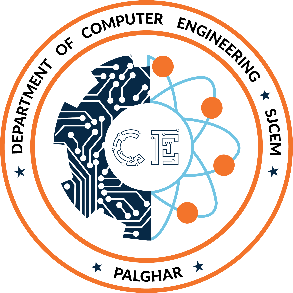 DEPARTMENT OF COMPUTER ENGINEERING ★ SJCEM
CE
★ PALGHAR ★